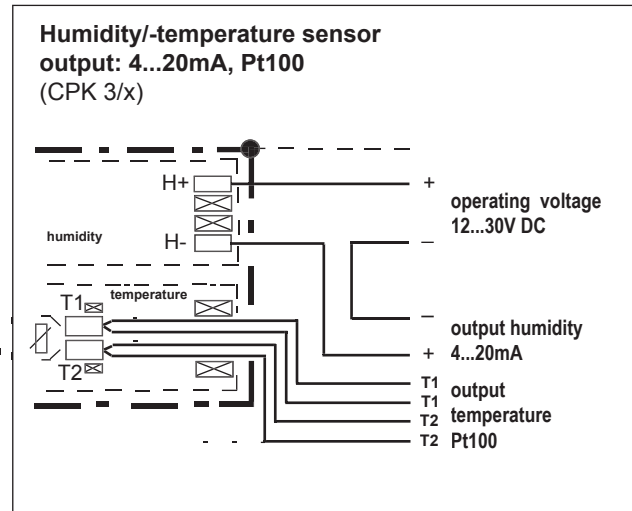 Humidity/-temperature sensor
output: 4...20mA, Pt100
(CPK 3/x)
H+
+
operating voltage
12...30V DC
humidity
H-
–
T1
temperature
–
output humidity
+
4...20mA
T2
T1
output
T1
temperature
T2
Pt100
T2